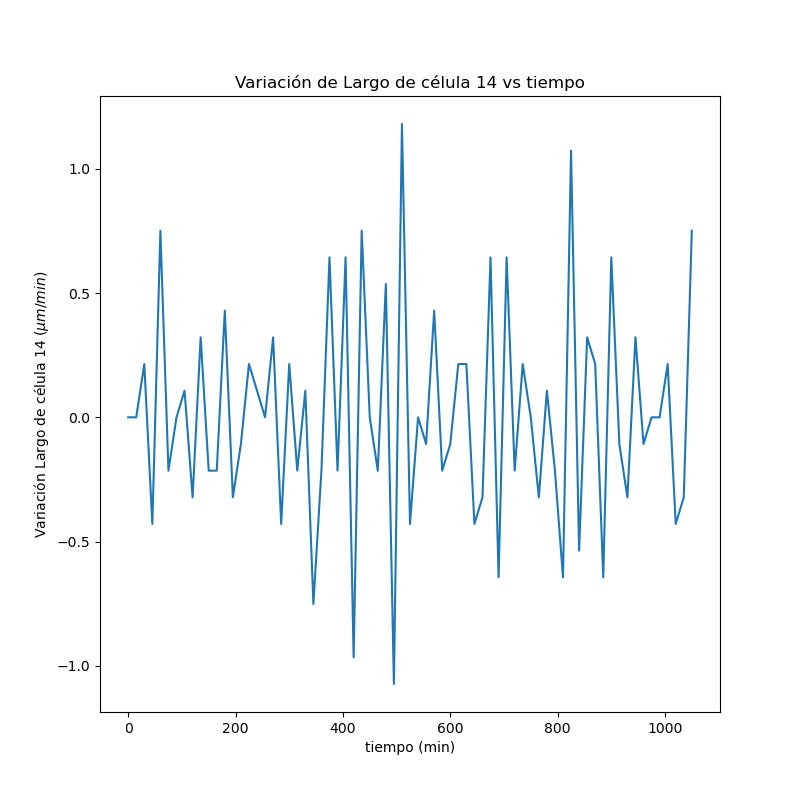 Variación de Largo de célula 14 vs tiempo
Variación Largo de célula 14 (μm/min)
1.0
0.5
0.0
−0.5
−1.0
0 200 400 600 800 1000
tiempo (min)